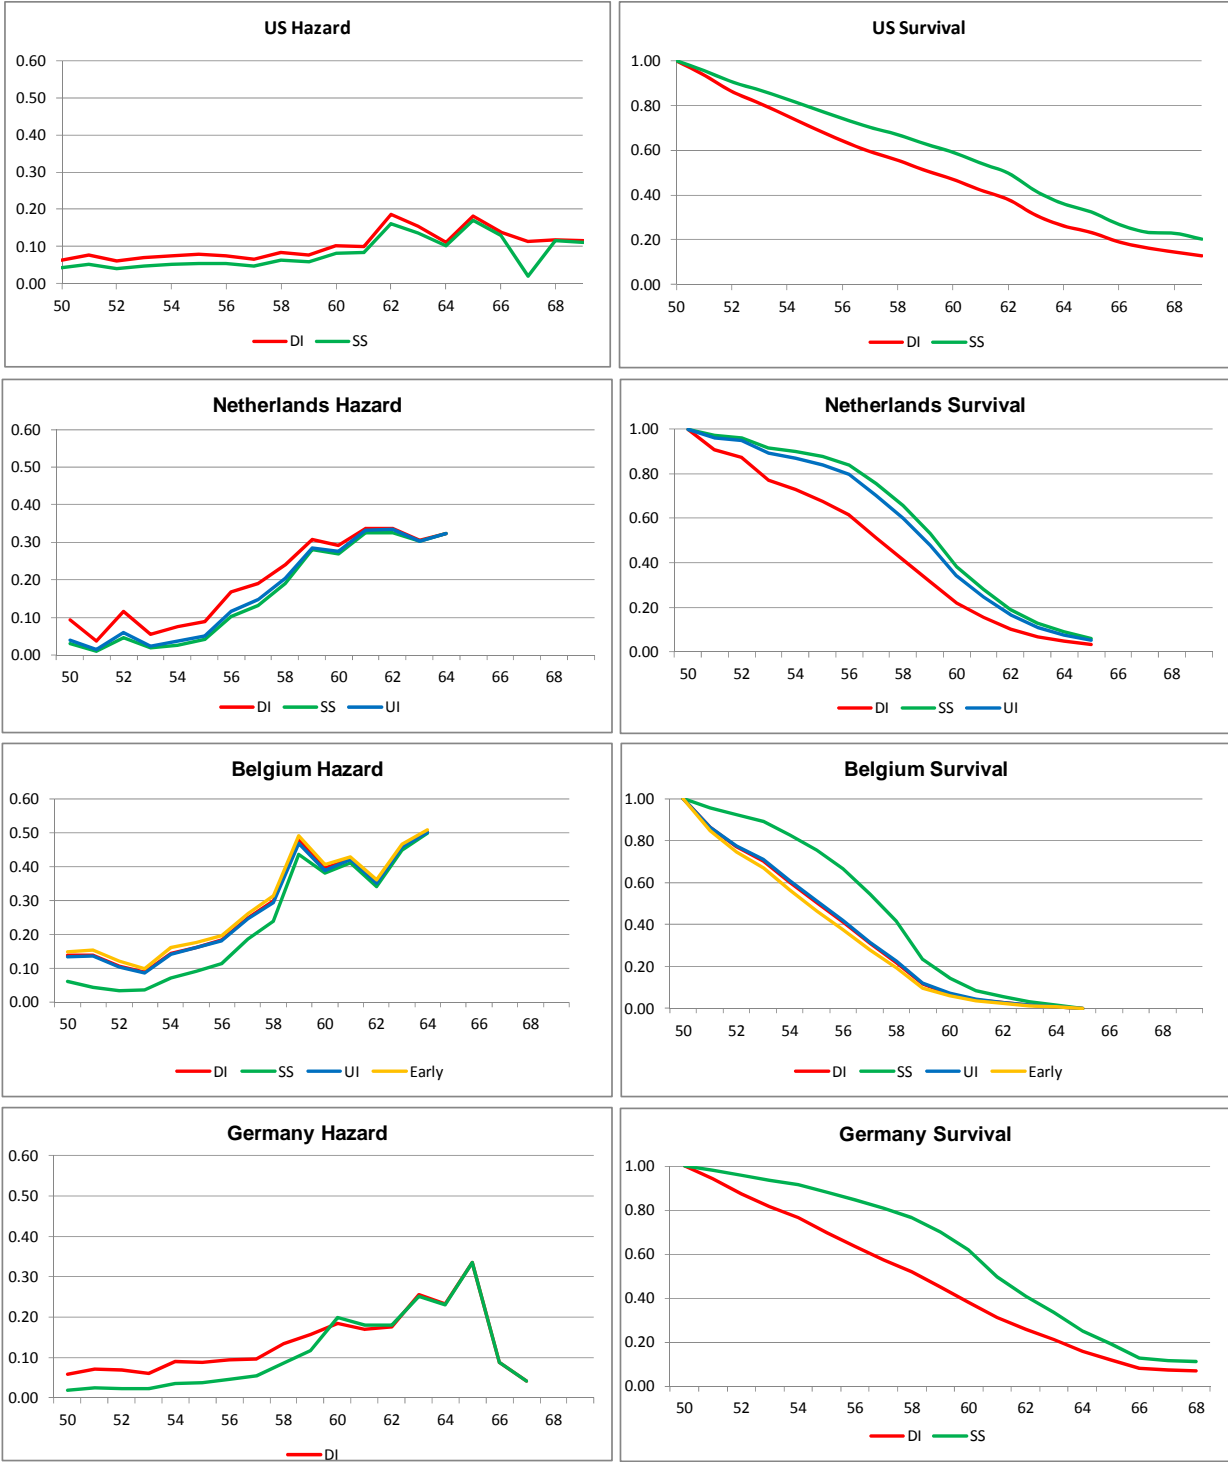 US Hazard
0.60
0.50
0.40
0.30
0.20
0.10
0.00
50 52 54 56 58 60 62 64 66 68
DI SS
US Survival
1.00
0.80
0.60
0.40
0.20
0.00
50 52 54 56 58 60 62 64 66 68
DI SS
Netherlands Hazard
0.60
0.50
0.40
0.30
0.20
0.10
0.00
50 52 54 56 58 60 62 64 66 68
DI SS UI
Netherlands Survival
1.00
0.80
0.60
0.40
0.20
0.00
50 52 54 56 58 60 62 64 66 68
DI SS UI
Belgium Hazard
0.60
0.50
0.40
0.30
0.20
0.10
0.00
50 52 54 56 58 60 62 64 66 68
DI SS UI Early
Belgium Survival
1.00
0.80
0.60
0.40
0.20
0.00
50 52 54 56 58 60 62 64 66 68
DI SS UI Early
Germany Hazard
0.60
0.50
0.40
0.30
0.20
0.10
0.00
50 52 54 56 58 60 62 64 66 68
DI
Germany Survival
1.00
0.80
0.60
0.40
0.20
0.00
50 52 54 56 58 60 62 64 66 68
DI SS